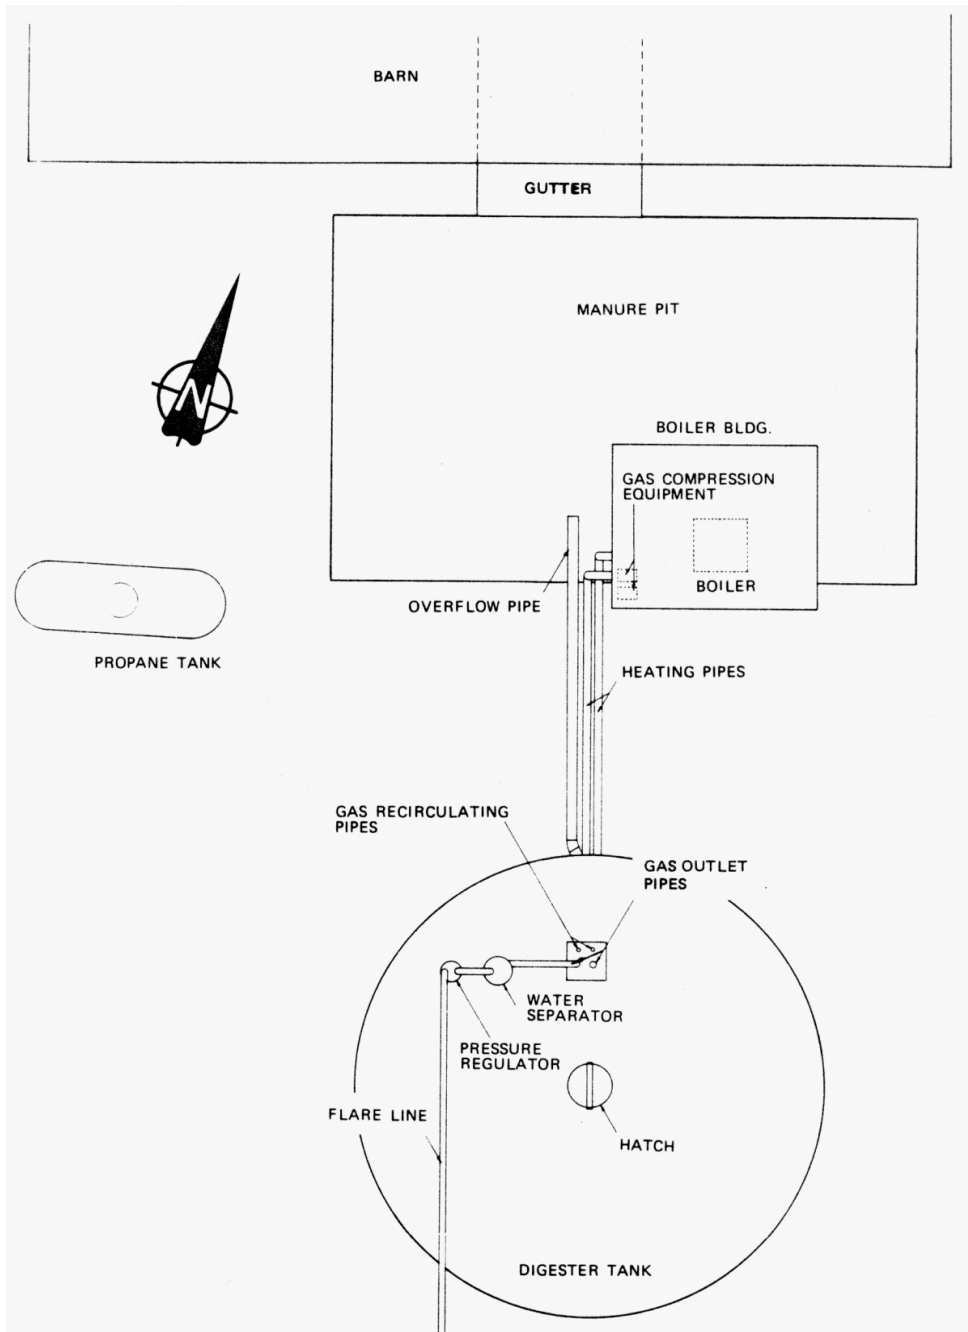 BARN
GUTTER
MANURE PIT
N
BOILER BLDG.
GAS COMPRESSION
EQUIPMENT
BOILER
OVERFLOW PIPE
PROPANE TANK
HEATING PIPES
GAS RECIRCULATING
PIPES
GAS OUTLET
PIPES
WATER
SEPARATOR
PRESSURE
REGULATOR
FLARE LINE
HATCH
DIGESTER TANK